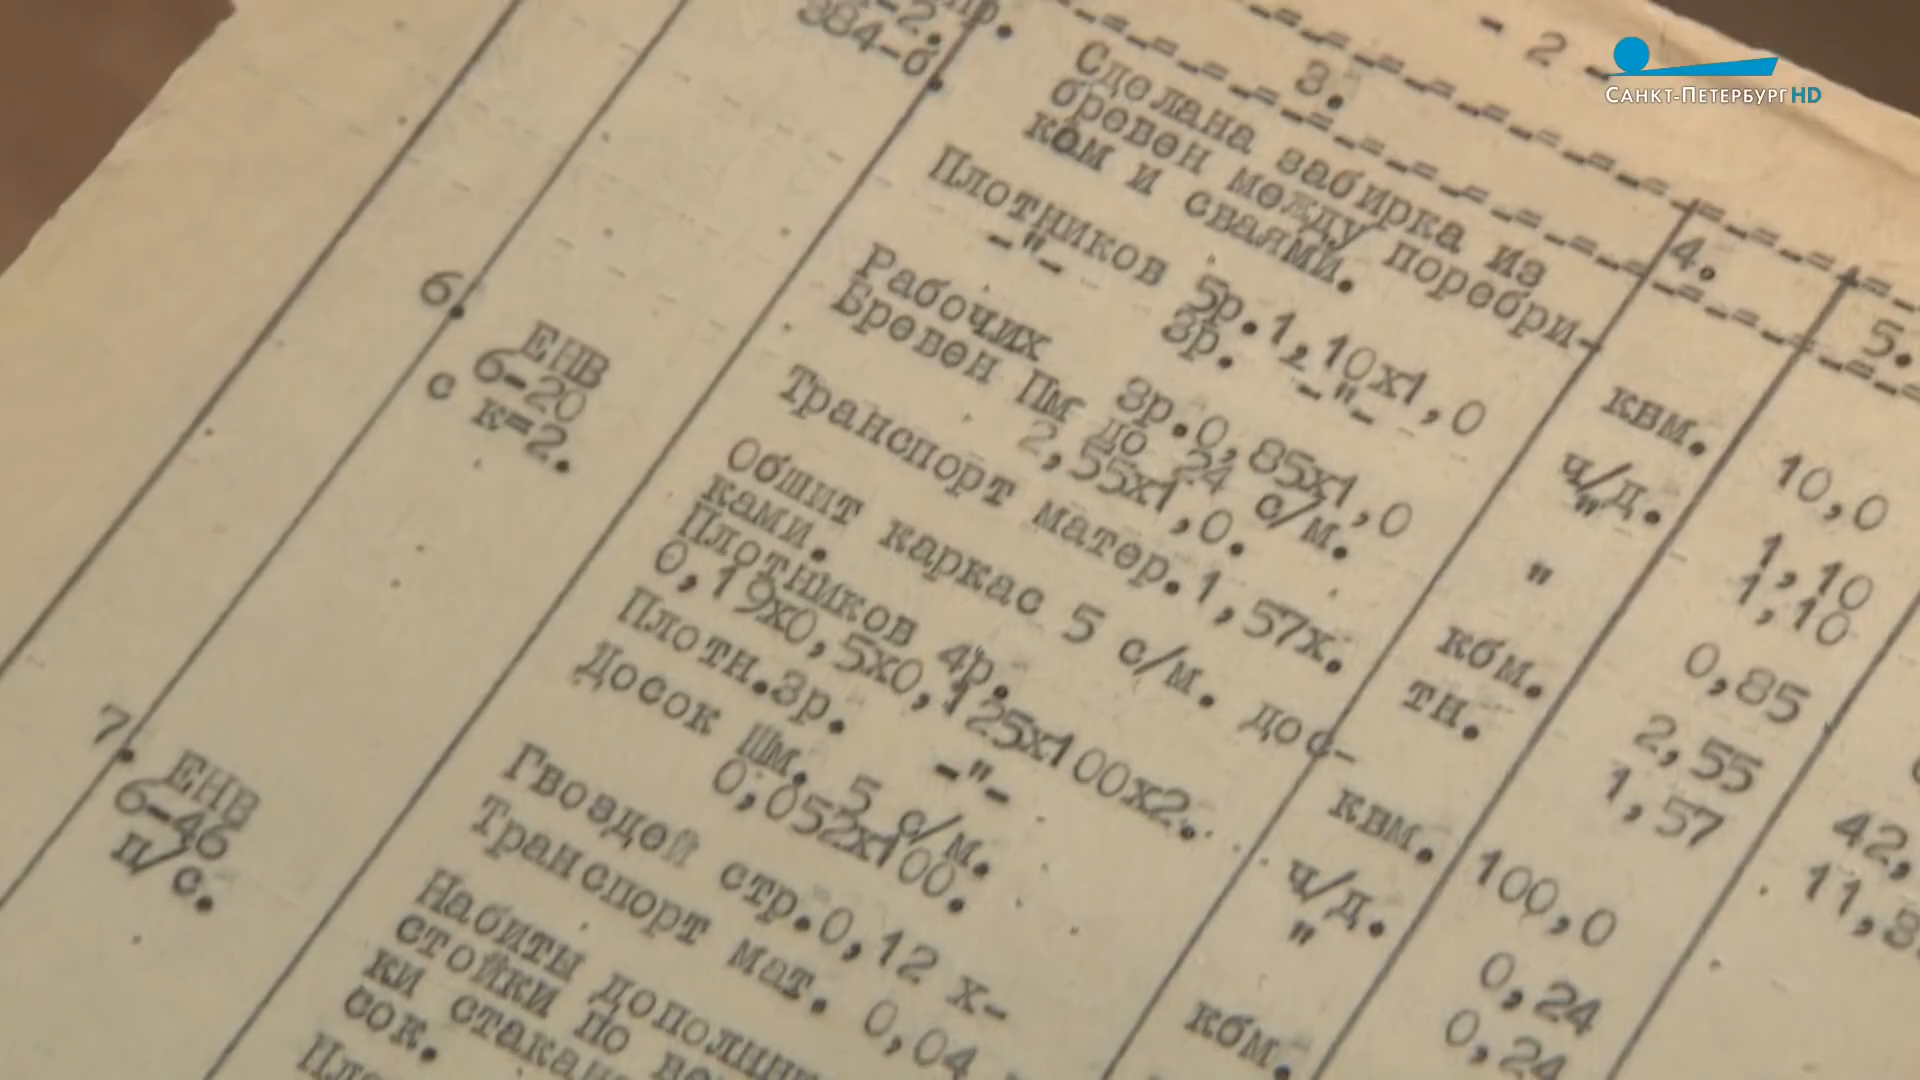 - 2 -
САНКТ-ПЕТЕРБУРГ HD
3.
4.
5.
384-б.
Сделана забирка из
бревен между поребри-
ком и сваями. квм. 10,0
Плотников 5р.1,10х1,0 ч/д. 1,10
-"- 3р. -"- " 1,10
Рабочих 3р.0,85х1,0 " 0,85
Бревен Пм до 24 с/м.
2,55х1,0. кбм. 2,55
Транспорт матер.1,57х. тн. 1,57
6. ЕНВ
6-20
с к=2.
Обшит каркас 5 с/м. дос-
ками. квм. 100,0
Плотников 4р.
0,19х0,5х0,125х100х2. ч/д. 0,24
Плотн.3р. -"- " 0,24
Досок Шм. 5 с/м.
0,052х100. кбм.
Гвоздей стр.0,12 х-
Транспорт мат. 0,04
7. ЕНВ
6-46
п/с.
Набиты дополни
стойки по
ки
сок.